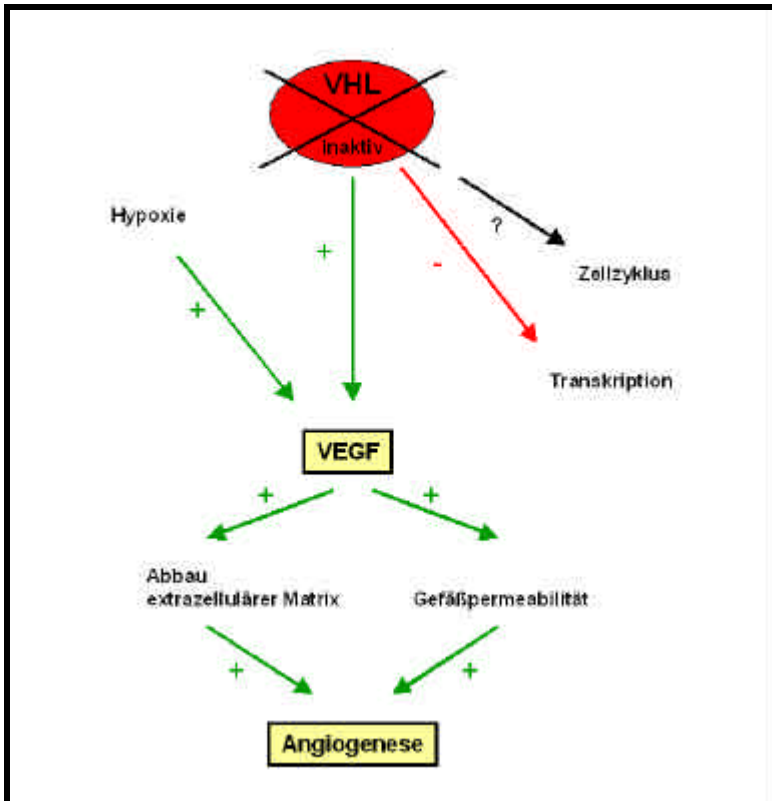 VHL
inaktiv
Hypoxie
+
+
-
?
Zellzyklus
Transkription
VEGF
+
+
Abbau
extrazellulärer Matrix
Gefäßpermeabilität
+
+
Angiogenese